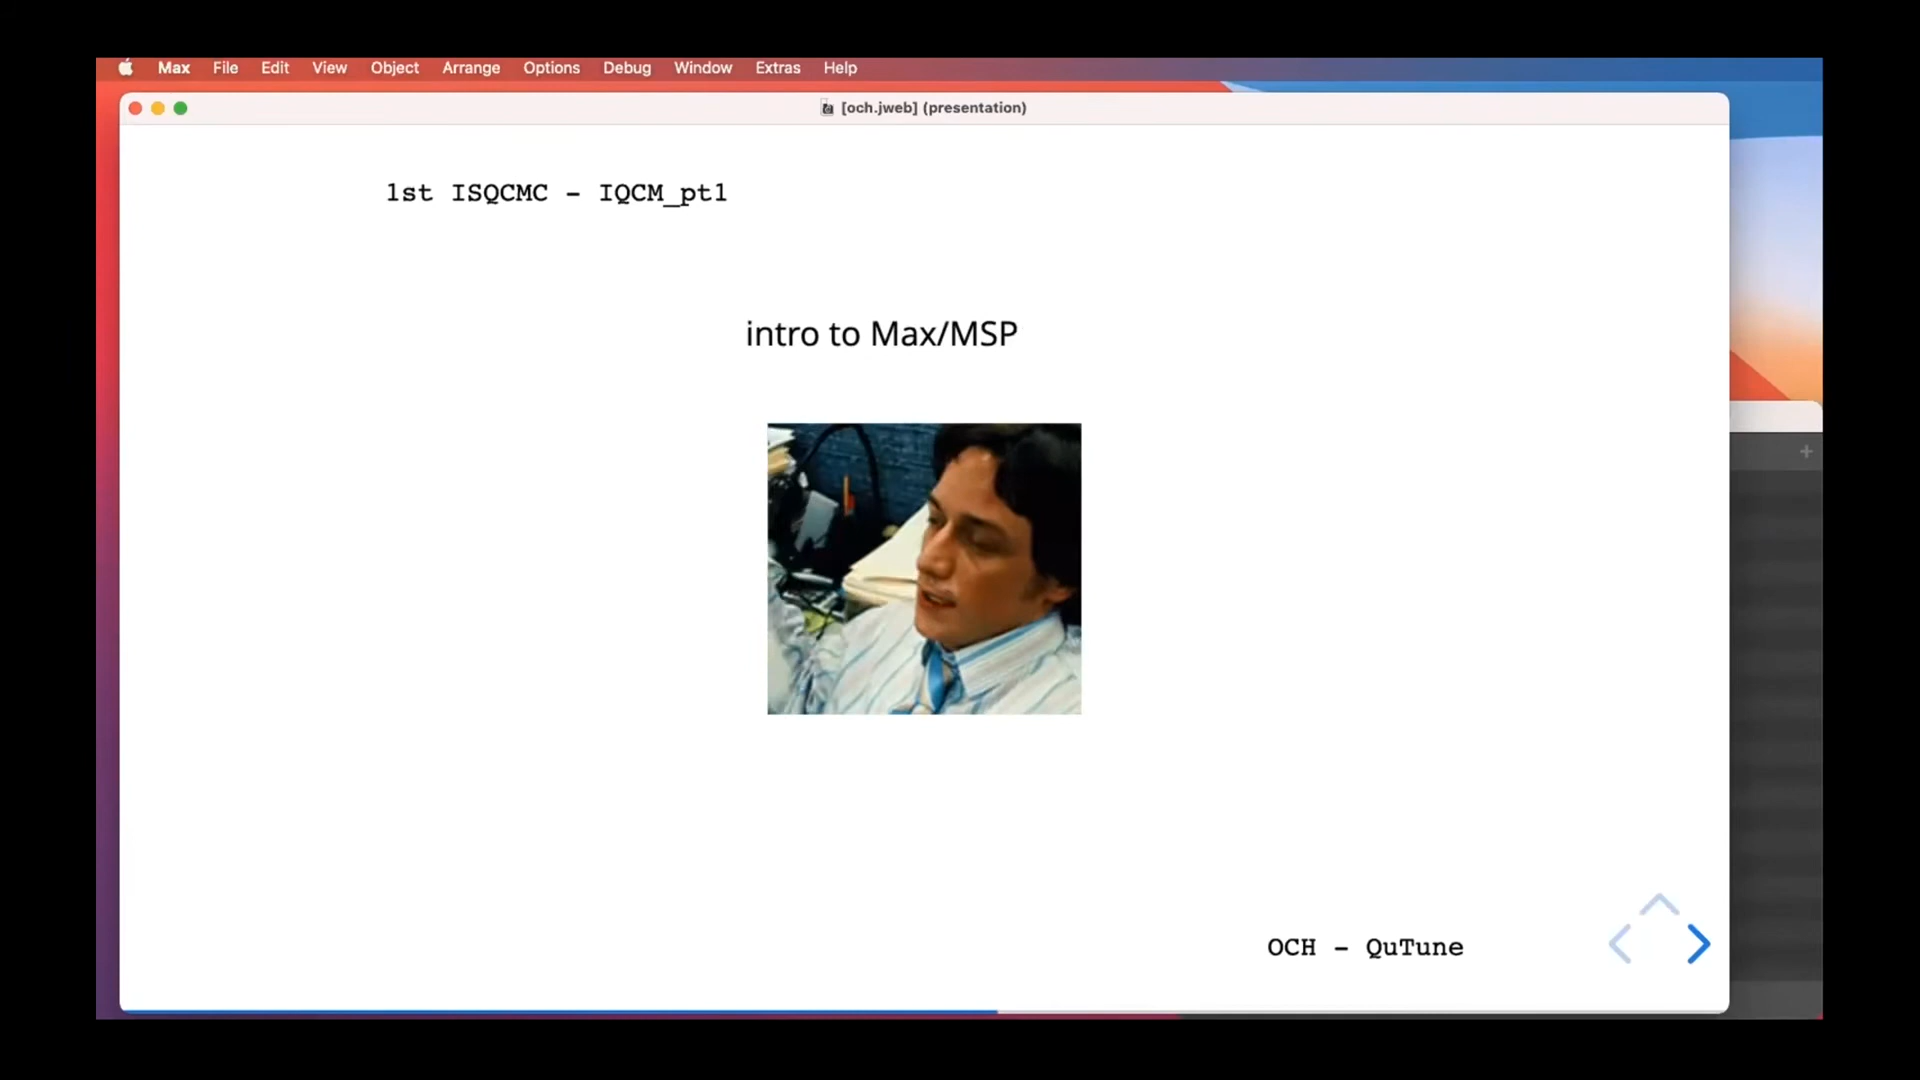 Max File Edit View Object Arrange Options Debug Window Extras Help
[och.jweb] (presentation)
1st ISQCMC - IQCM_pt1
intro to Max/MSP
OCH - QuTune